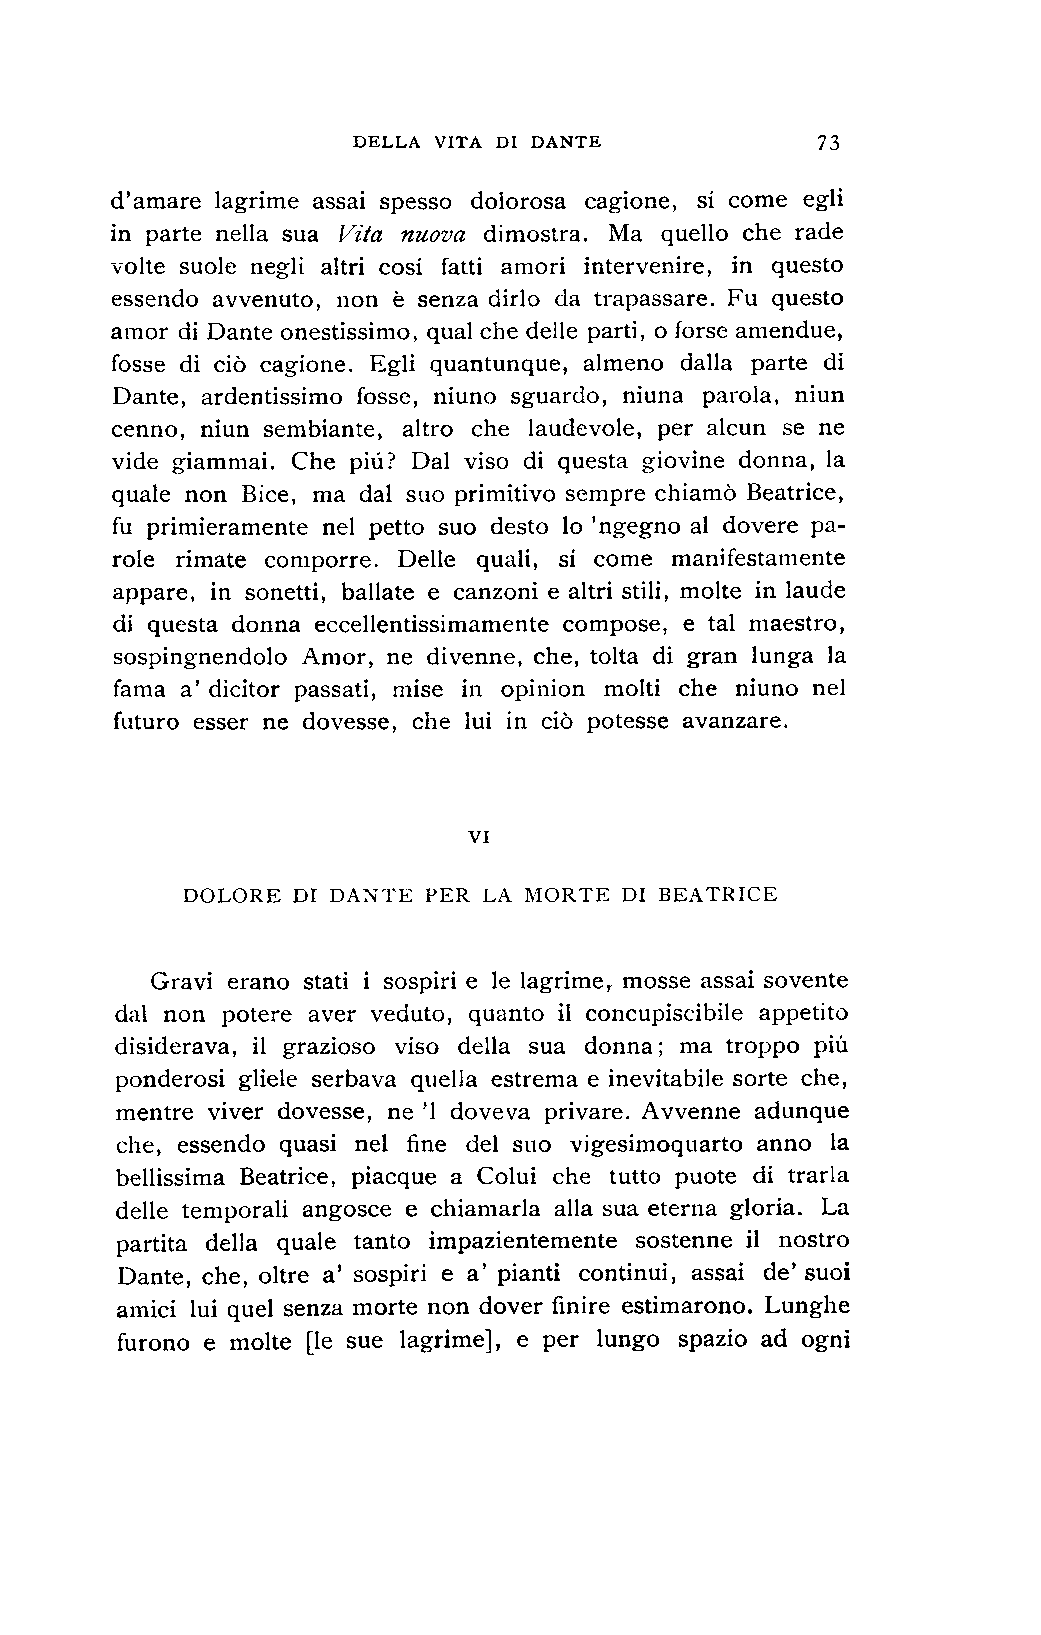 DELLA VITA DI DANTE 73
d'amare lagrime assai spesso dolorosa cagione, sí come egli
in parte nella sua Vita nuova dimostra. Ma quello che rade
volte suole negli altri cosí fatti amori intervenire, in questo
essendo avvenuto, non è senza dirlo da trapassare. Fu questo
amor di Dante onestissimo, qual che delle parti, o forse amendue,
fosse di ciò cagione. Egli quantunque, almeno dalla parte di
Dante, ardentissimo fosse, niuno sguardo, niuna parola, niun
cenno, niun sembiante, altro che laudevole, per alcun se ne
vide giammai. Che piú? Dal viso di questa giovine donna, la
quale non Bice, ma dal suo primitivo sempre chiamò Beatrice,
fu primieramente nel petto suo desto lo 'ngegno al dovere pa-
role rimate comporre. Delle quali, sí come manifestamente
appare, in sonetti, ballate e canzoni e altri stili, molte in laude
di questa donna eccellentissimamente compose, e tal maestro,
sospingnendolo Amor, ne divenne, che, tolta di gran lunga la
fama a' dicitor passati, mise in opinion molti che niuno nel
futuro esser ne dovesse, che lui in ciò potesse avanzare.
VI
DOLORE DI DANTE PER LA MORTE DI BEATRICE
Gravi erano stati i sospiri e le lagrime, mosse assai sovente
dal non potere aver veduto, quanto il concupiscibile appetito
disiderava, il grazioso viso della sua donna; ma troppo piú
ponderosi gliele serbava quella estrema e inevitabile sorte che,
mentre viver dovesse, ne 'l doveva privare. Avvenne adunque
che, essendo quasi nel fine del suo vigesimoquarto anno la
bellissima Beatrice, piacque a Colui che tutto puote di trarla
delle temporali angosce e chiamarla alla sua eterna gloria. La
partita della quale tanto impazientemente sostenne il nostro
Dante, che, oltre a' sospiri e a' pianti continui, assai de' suoi
amici lui quel senza morte non dover finire estimarono. Lunghe
furono e molte [le sue lagrime], e per lungo spazio ad ogni